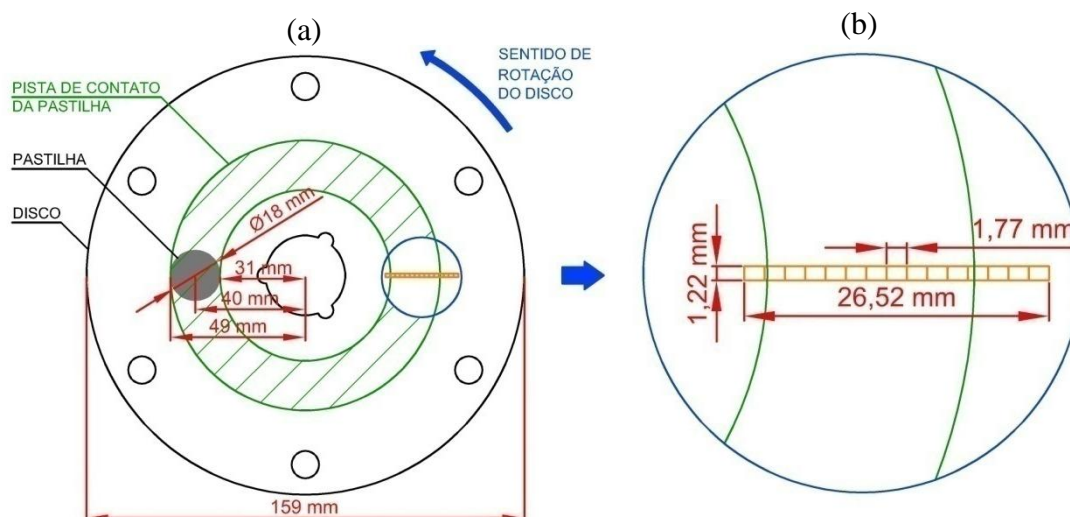 (a)
(b)
SENTIDO DE
ROTAÇÃO
DO DISCO
PISTA DE CONTATO
DA PASTILHA
PASTILHA
DISCO
Ø18 mm
31 mm
40 mm
49 mm
159 mm
1,77 mm
1,22 mm
26,52 mm